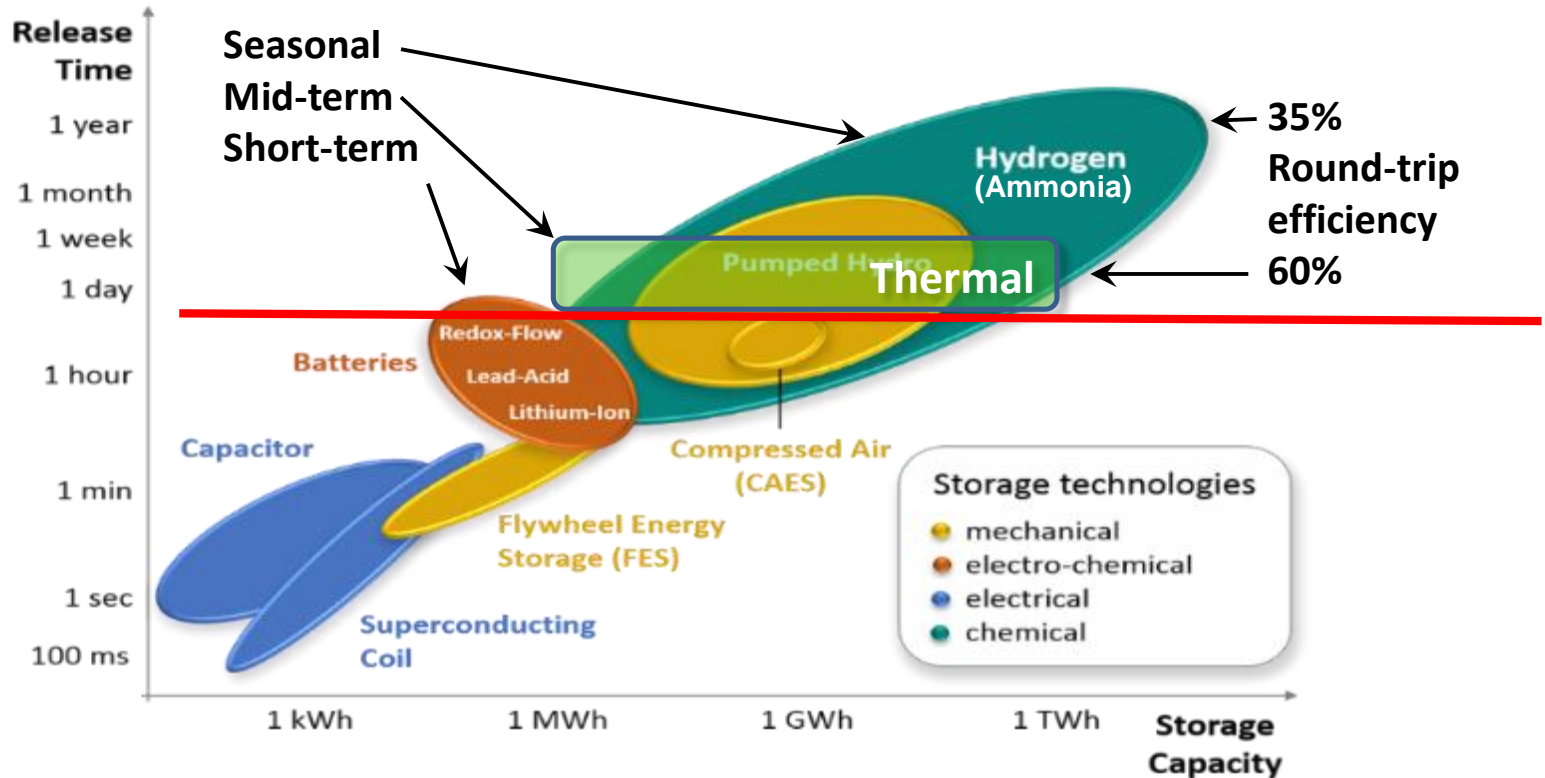 Release
Time
1 year
1 month
1 week
1 day
1 hour
1 min
1 sec
100 ms
Seasonal
Mid-term
Short-term
Hydrogen
(Ammonia)
35%
Round-trip
efficiency
60%
Pumped Hydro
Thermal
Redox-Flow
Lead-Acid
Lithium-Ion
Batteries
Capacitor
Compressed Air
(CAES)
Flywheel Energy
Storage (FES)
Superconducting
Coil
Storage technologies
mechanical
electro-chemical
electrical
chemical
1 kWh
1 MWh
1 GWh
1 TWh
Storage
Capacity